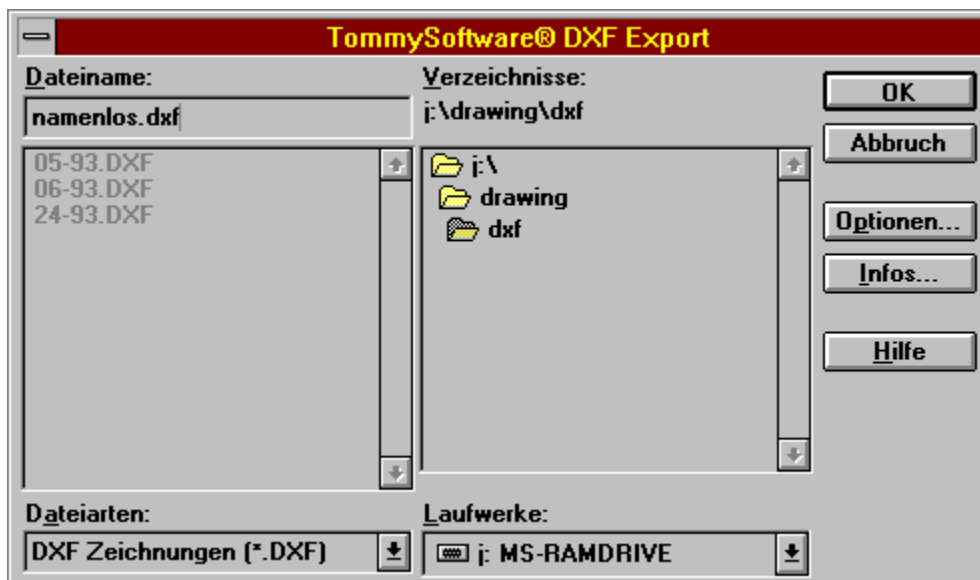 TommySoftware® DXF Export
Dateiname:
namenlos.dxf
05-93.DXF
06-93.DXF
24-93.DXF
Dateiarten:
DXF Zeichnungen (*.DXF)
Verzeichnisse:
j:\drawing\dxf
j:\
drawing
dxf
Laufwerke:
j: MS-RAMDRIVE
OK
Abbruch
Optionen...
Infos...
Hilfe